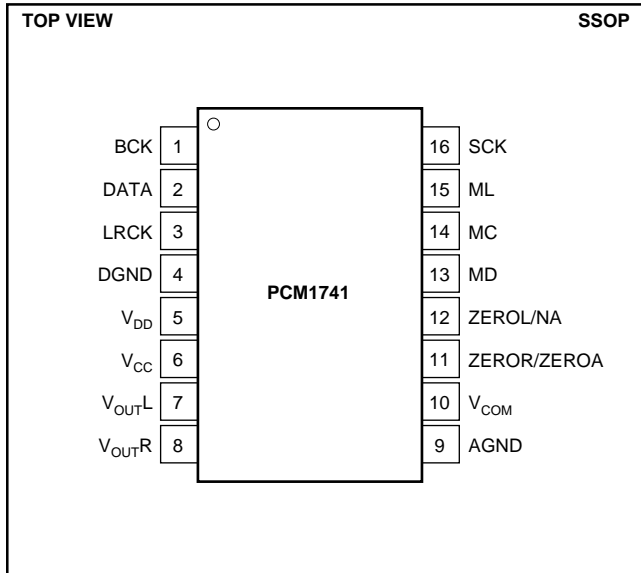 TOP VIEW SSOP
BCK 1 16 SCK
DATA 2 15 ML
LRCK 3 14 MC
DGND 4 13 MD
PCM1741
VDD 5 12 ZEROL/NA
VCC 6 11 ZEROR/ZEROA
VOUTL 7 10 VCOM
VOUTR 8 9 AGND